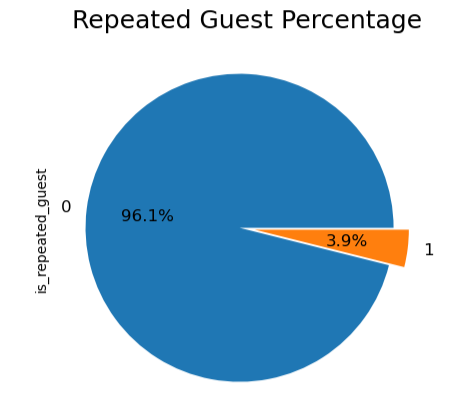 Repeated Guest Percentage
is_repeated_guest
0
96.1%
3.9%
1